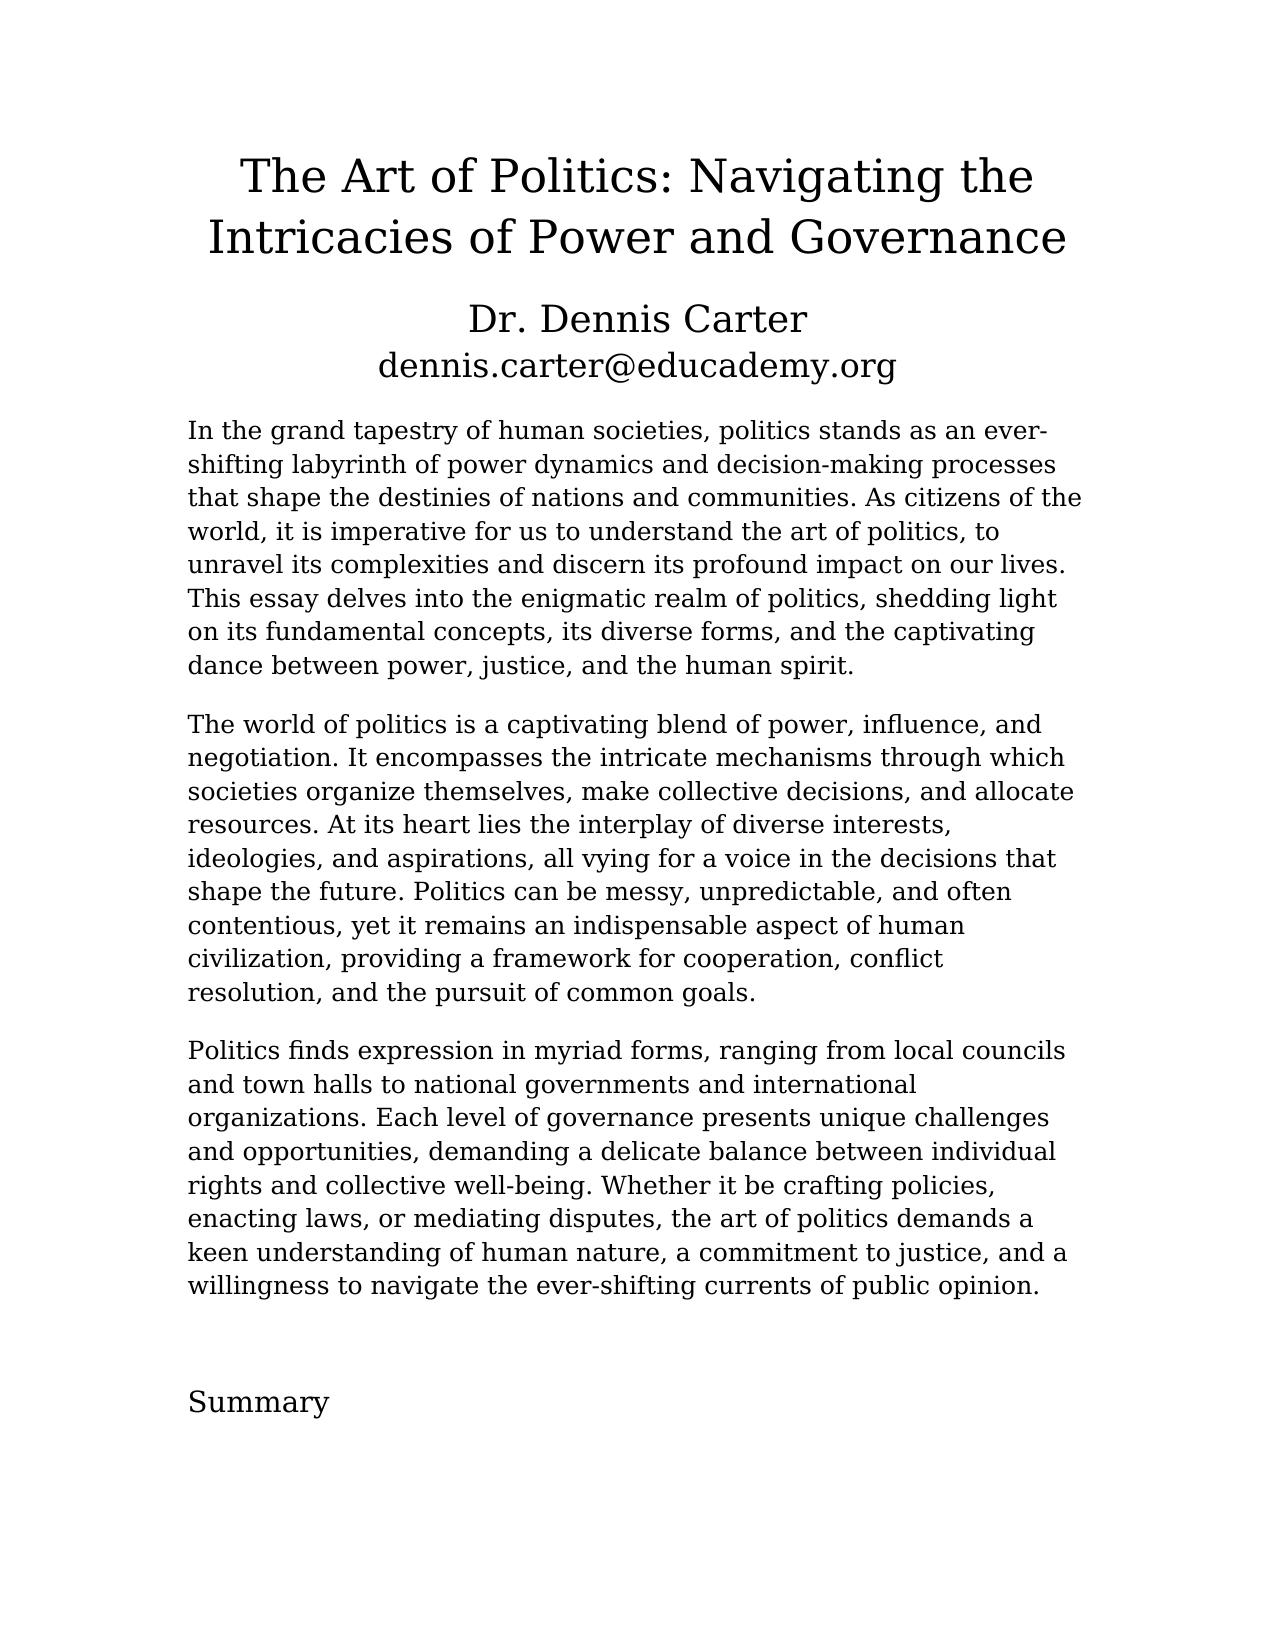 The Art of Politics: Navigating the
Intricacies of Power and Governance
Dr. Dennis Carter
dennis.carter@educademy.org
In the grand tapestry of human societies, politics stands as an ever-
shifting labyrinth of power dynamics and decision-making processes
that shape the destinies of nations and communities. As citizens of the
world, it is imperative for us to understand the art of politics, to
unravel its complexities and discern its profound impact on our lives.
This essay delves into the enigmatic realm of politics, shedding light
on its fundamental concepts, its diverse forms, and the captivating
dance between power, justice, and the human spirit.
The world of politics is a captivating blend of power, influence, and
negotiation. It encompasses the intricate mechanisms through which
societies organize themselves, make collective decisions, and allocate
resources. At its heart lies the interplay of diverse interests,
ideologies, and aspirations, all vying for a voice in the decisions that
shape the future. Politics can be messy, unpredictable, and often
contentious, yet it remains an indispensable aspect of human
civilization, providing a framework for cooperation, conflict
resolution, and the pursuit of common goals.
Politics finds expression in myriad forms, ranging from local councils
and town halls to national governments and international
organizations. Each level of governance presents unique challenges
and opportunities, demanding a delicate balance between individual
rights and collective well-being. Whether it be crafting policies,
enacting laws, or mediating disputes, the art of politics demands a
keen understanding of human nature, a commitment to justice, and a
willingness to navigate the ever-shifting currents of public opinion.
Summary